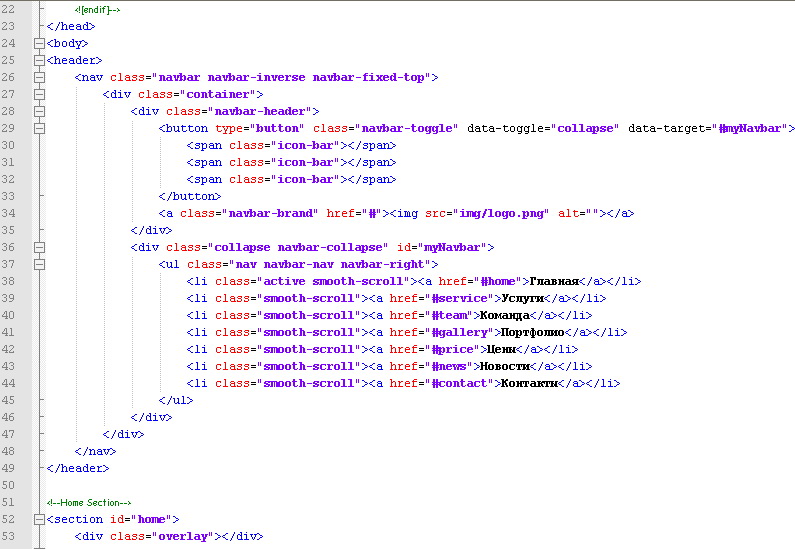 22 <![endif]-->
23 </head>
24 <body>
25 <header>
26 <nav class="navbar navbar-inverse navbar-fixed-top">
27 <div class="container">
28 <div class="navbar-header">
29 <button type="button" class="navbar-toggle" data-toggle="collapse" data-target="#myNavbar">
30 <span class="icon-bar"></span>
31 <span class="icon-bar"></span>
32 <span class="icon-bar"></span>
33 </button>
34 <a class="navbar-brand" href="#"><img src="img/logo.png" alt=""></a>
35 </div>
36 <div class="collapse navbar-collapse" id="myNavbar">
37 <ul class="nav navbar-nav navbar-right">
38 <li class="active smooth-scroll"><a href="#home">Главная</a></li>
39 <li class="smooth-scroll"><a href="#service">Услуги</a></li>
40 <li class="smooth-scroll"><a href="#team">Команда</a></li>
41 <li class="smooth-scroll"><a href="#gallery">Портфолио</a></li>
42 <li class="smooth-scroll"><a href="#price">Цены</a></li>
43 <li class="smooth-scroll"><a href="#news">Новости</a></li>
44 <li class="smooth-scroll"><a href="#contact">Контакты</a></li>
45 </ul>
46 </div>
47 </div>
48 </nav>
49 </header>
50
51 <!--Home Section-->
52 <section id="home">
53 <div class="overlay"></div>